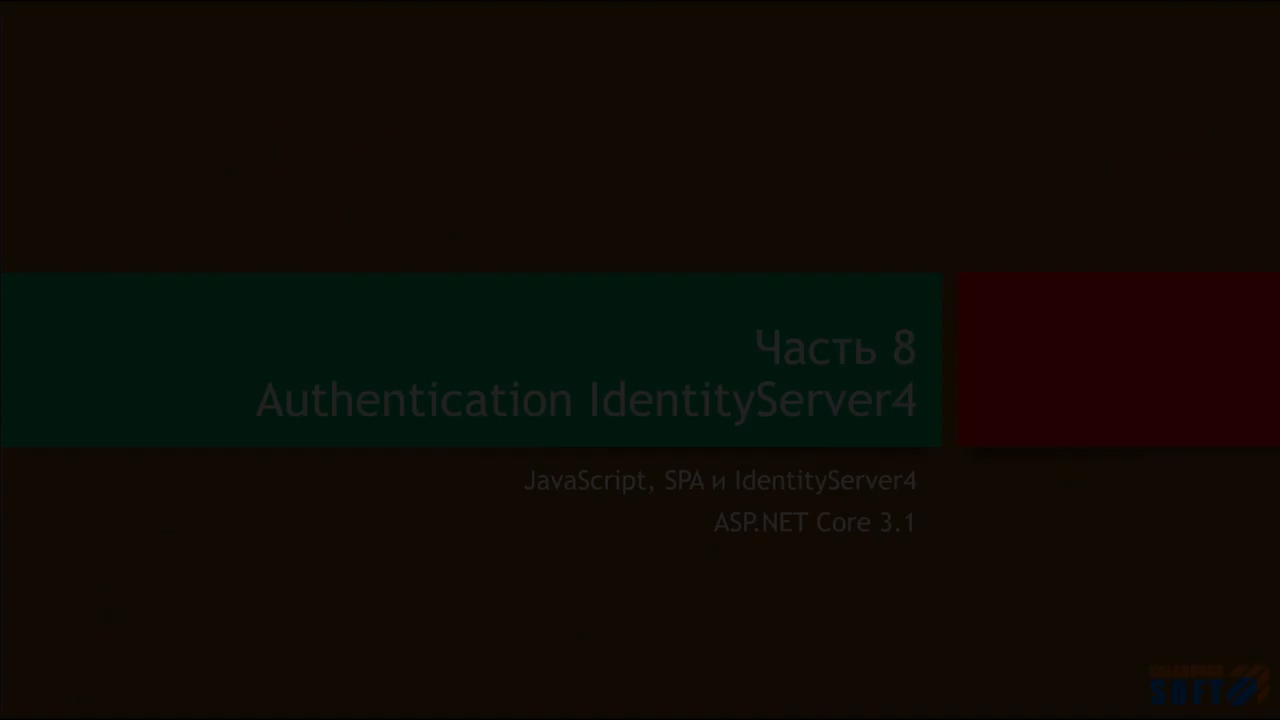 Часть 8
Authentication IdentityServer4
JavaScript, SPA и IdentityServer4
ASP.NET Core 3.1